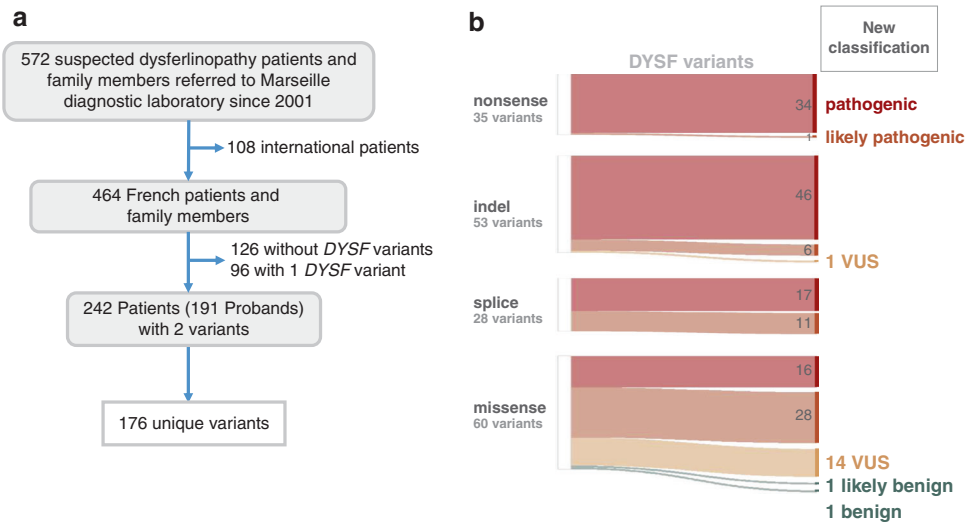 a
572 suspected dysferlinopathy patients and
family members referred to Marseille
diagnostic laboratory since 2001
108 international patients
464 French patients and
family members
126 without DYSF variants
96 with 1 DYSF variant
242 Patients (191 Probands)
with 2 variants
176 unique variants
b
New
classification
DYSF variants
nonsense
35 variants
34
pathogenic
1
likely pathogenic
indel
53 variants
46
6
1 VUS
splice
28 variants
17
11
missense
60 variants
16
28
14 VUS
1 likely benign
1 benign